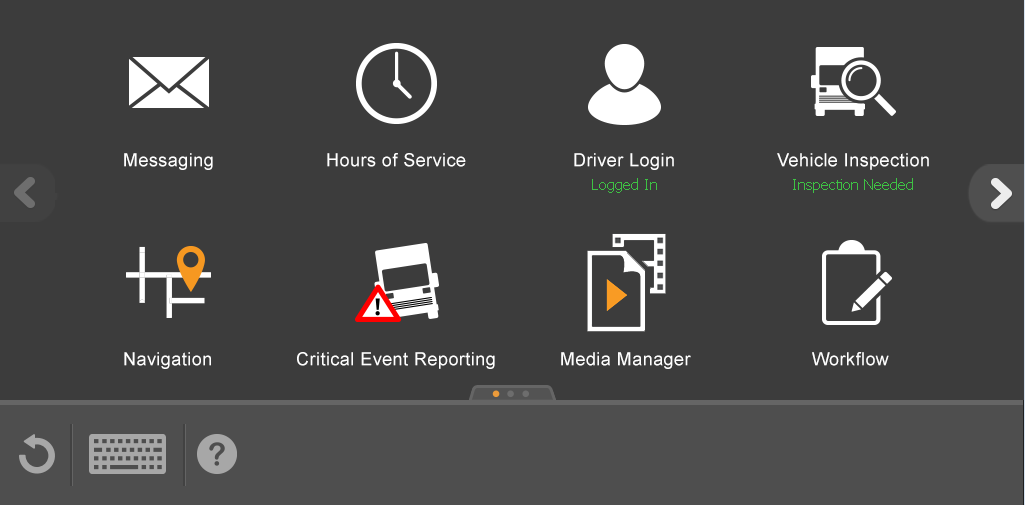 Messaging
Hours of Service
Driver Login
Logged In
Vehicle Inspection
Inspection Needed
Navigation
!
Critical Event Reporting
Media Manager
Workflow
?